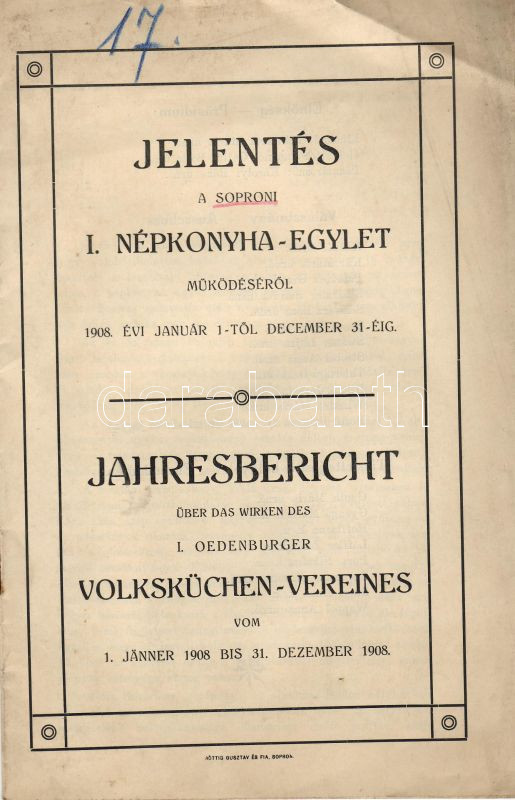 17.
JELENTÉS
A SOPRONI
I. NÉPKONYHA-EGYLET
MŰKÖDÉSÉRŐL
1908. ÉVI JANUÁR 1-TŐL DECEMBER 31-ÉIG.
darabanth
JAHRESBERICHT
ÜBER DAS WIRKEN DES
I. OEDENBURGER
VOLKSKÜCHEN-VEREINES
VOM
1. JÄNNER 1908 BIS 31. DEZEMBER 1908.
RÖTTIG GUSZTÁV ÉS FIA, SOPRON.